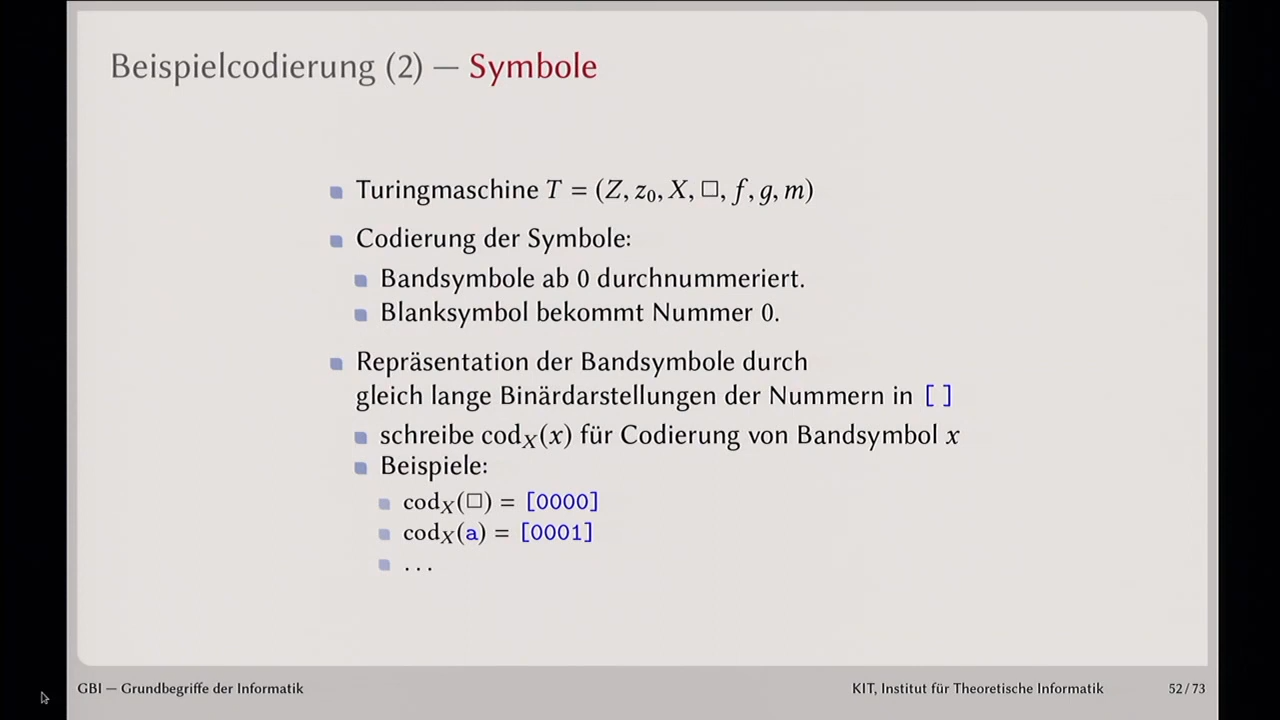 Beispielcodierung (2) — Symbole
Turingmaschine T = (Z, z₀, X, □, f, g, m)
Codierung der Symbole:
Bandsymbole ab 0 durchnummeriert.
Blanksymbol bekommt Nummer 0.
Repräsentation der Bandsymbole durch
gleich lange Binärdarstellungen der Nummern in [ ]
schreibe cod_X(x) für Codierung von Bandsymbol x
Beispiele:
cod_X(□) = [0000]
cod_X(a) = [0001]
. . .
GBI — Grundbegriffe der Informatik
KIT, Institut für Theoretische Informatik
52 / 73